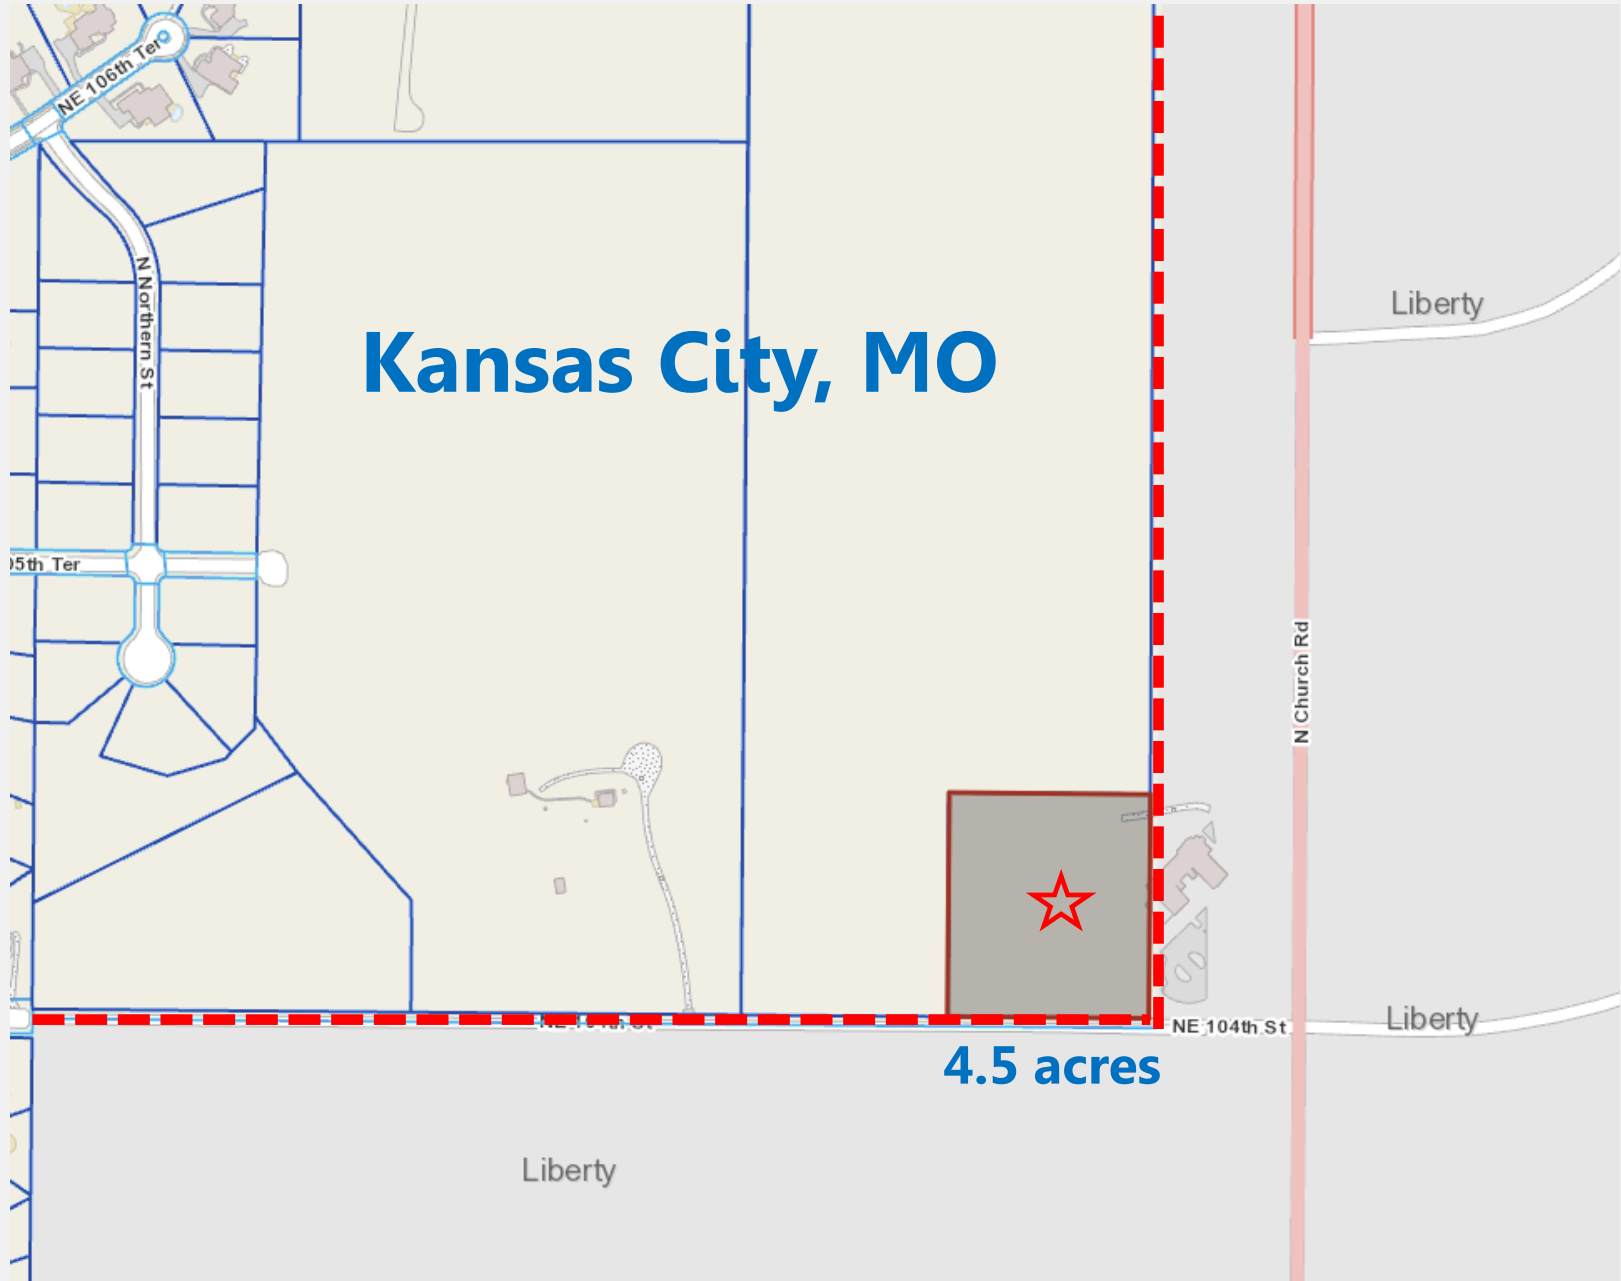 NE 106th Ter
N Northern St
Liberty
Kansas City, MO
05th Ter
N Church Rd
NE 104th St
Liberty
4.5 acres
Liberty